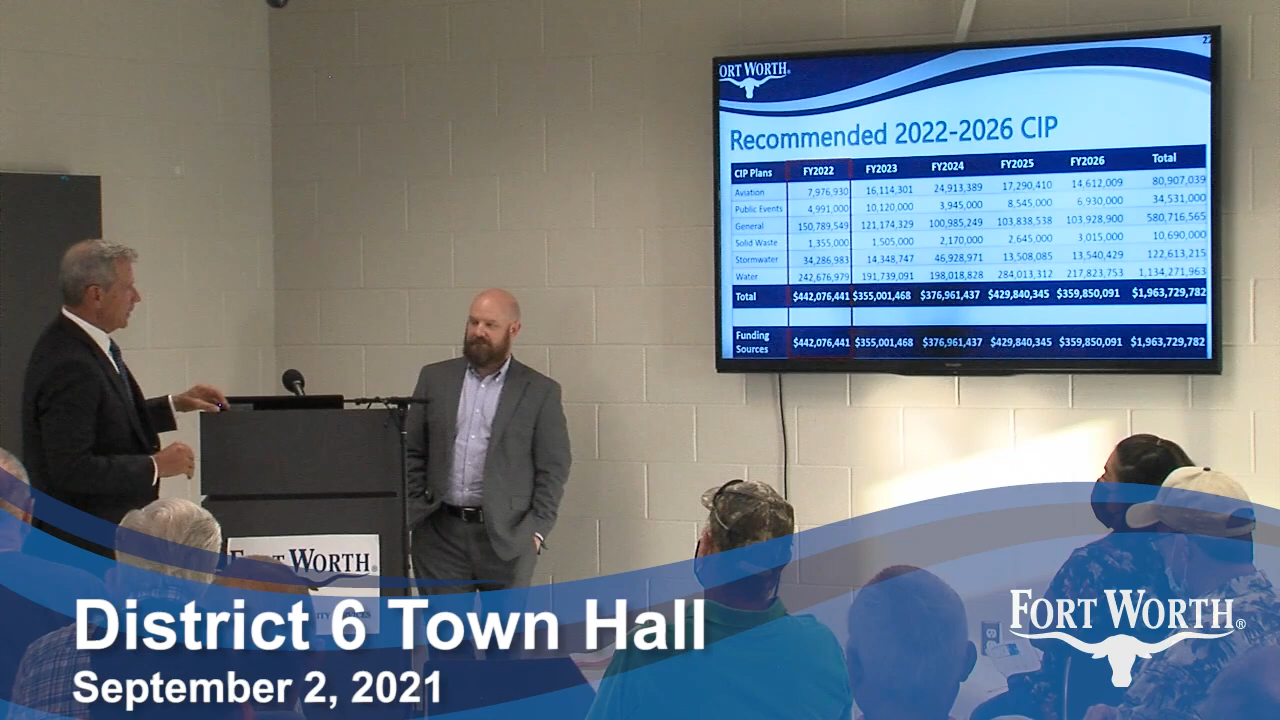 22
ORT WORTH®
Recommended 2022-2026 CIP
CIP Plans FY2022 FY2023 FY2024 FY2025 FY2026 Total
Aviation 7,976,930 16,114,301 24,913,389 17,290,410 14,612,009 80,907,039
Public Events 4,991,000 10,120,000 3,945,000 8,545,000 6,930,000 34,531,000
General 150,789,549 121,174,329 100,985,249 103,838,538 103,928,900 580,716,565
Solid Waste 1,355,000 1,505,000 2,170,000 2,645,000 3,015,000 10,690,000
Stormwater 34,286,983 14,348,747 46,928,971 13,508,085 13,540,429 122,613,215
Water 242,676,979 191,739,091 198,018,828 284,013,312 217,823,753 1,134,271,963
Total $442,076,441 $355,001,468 $376,961,437 $429,840,345 $359,850,091 $1,963,729,782
Funding
Sources $442,076,441 $355,001,468 $376,961,437 $429,840,345 $359,850,091 $1,963,729,782
FORT WORTH®
District 6 Town Hall
September 2, 2021
FORT WORTH®